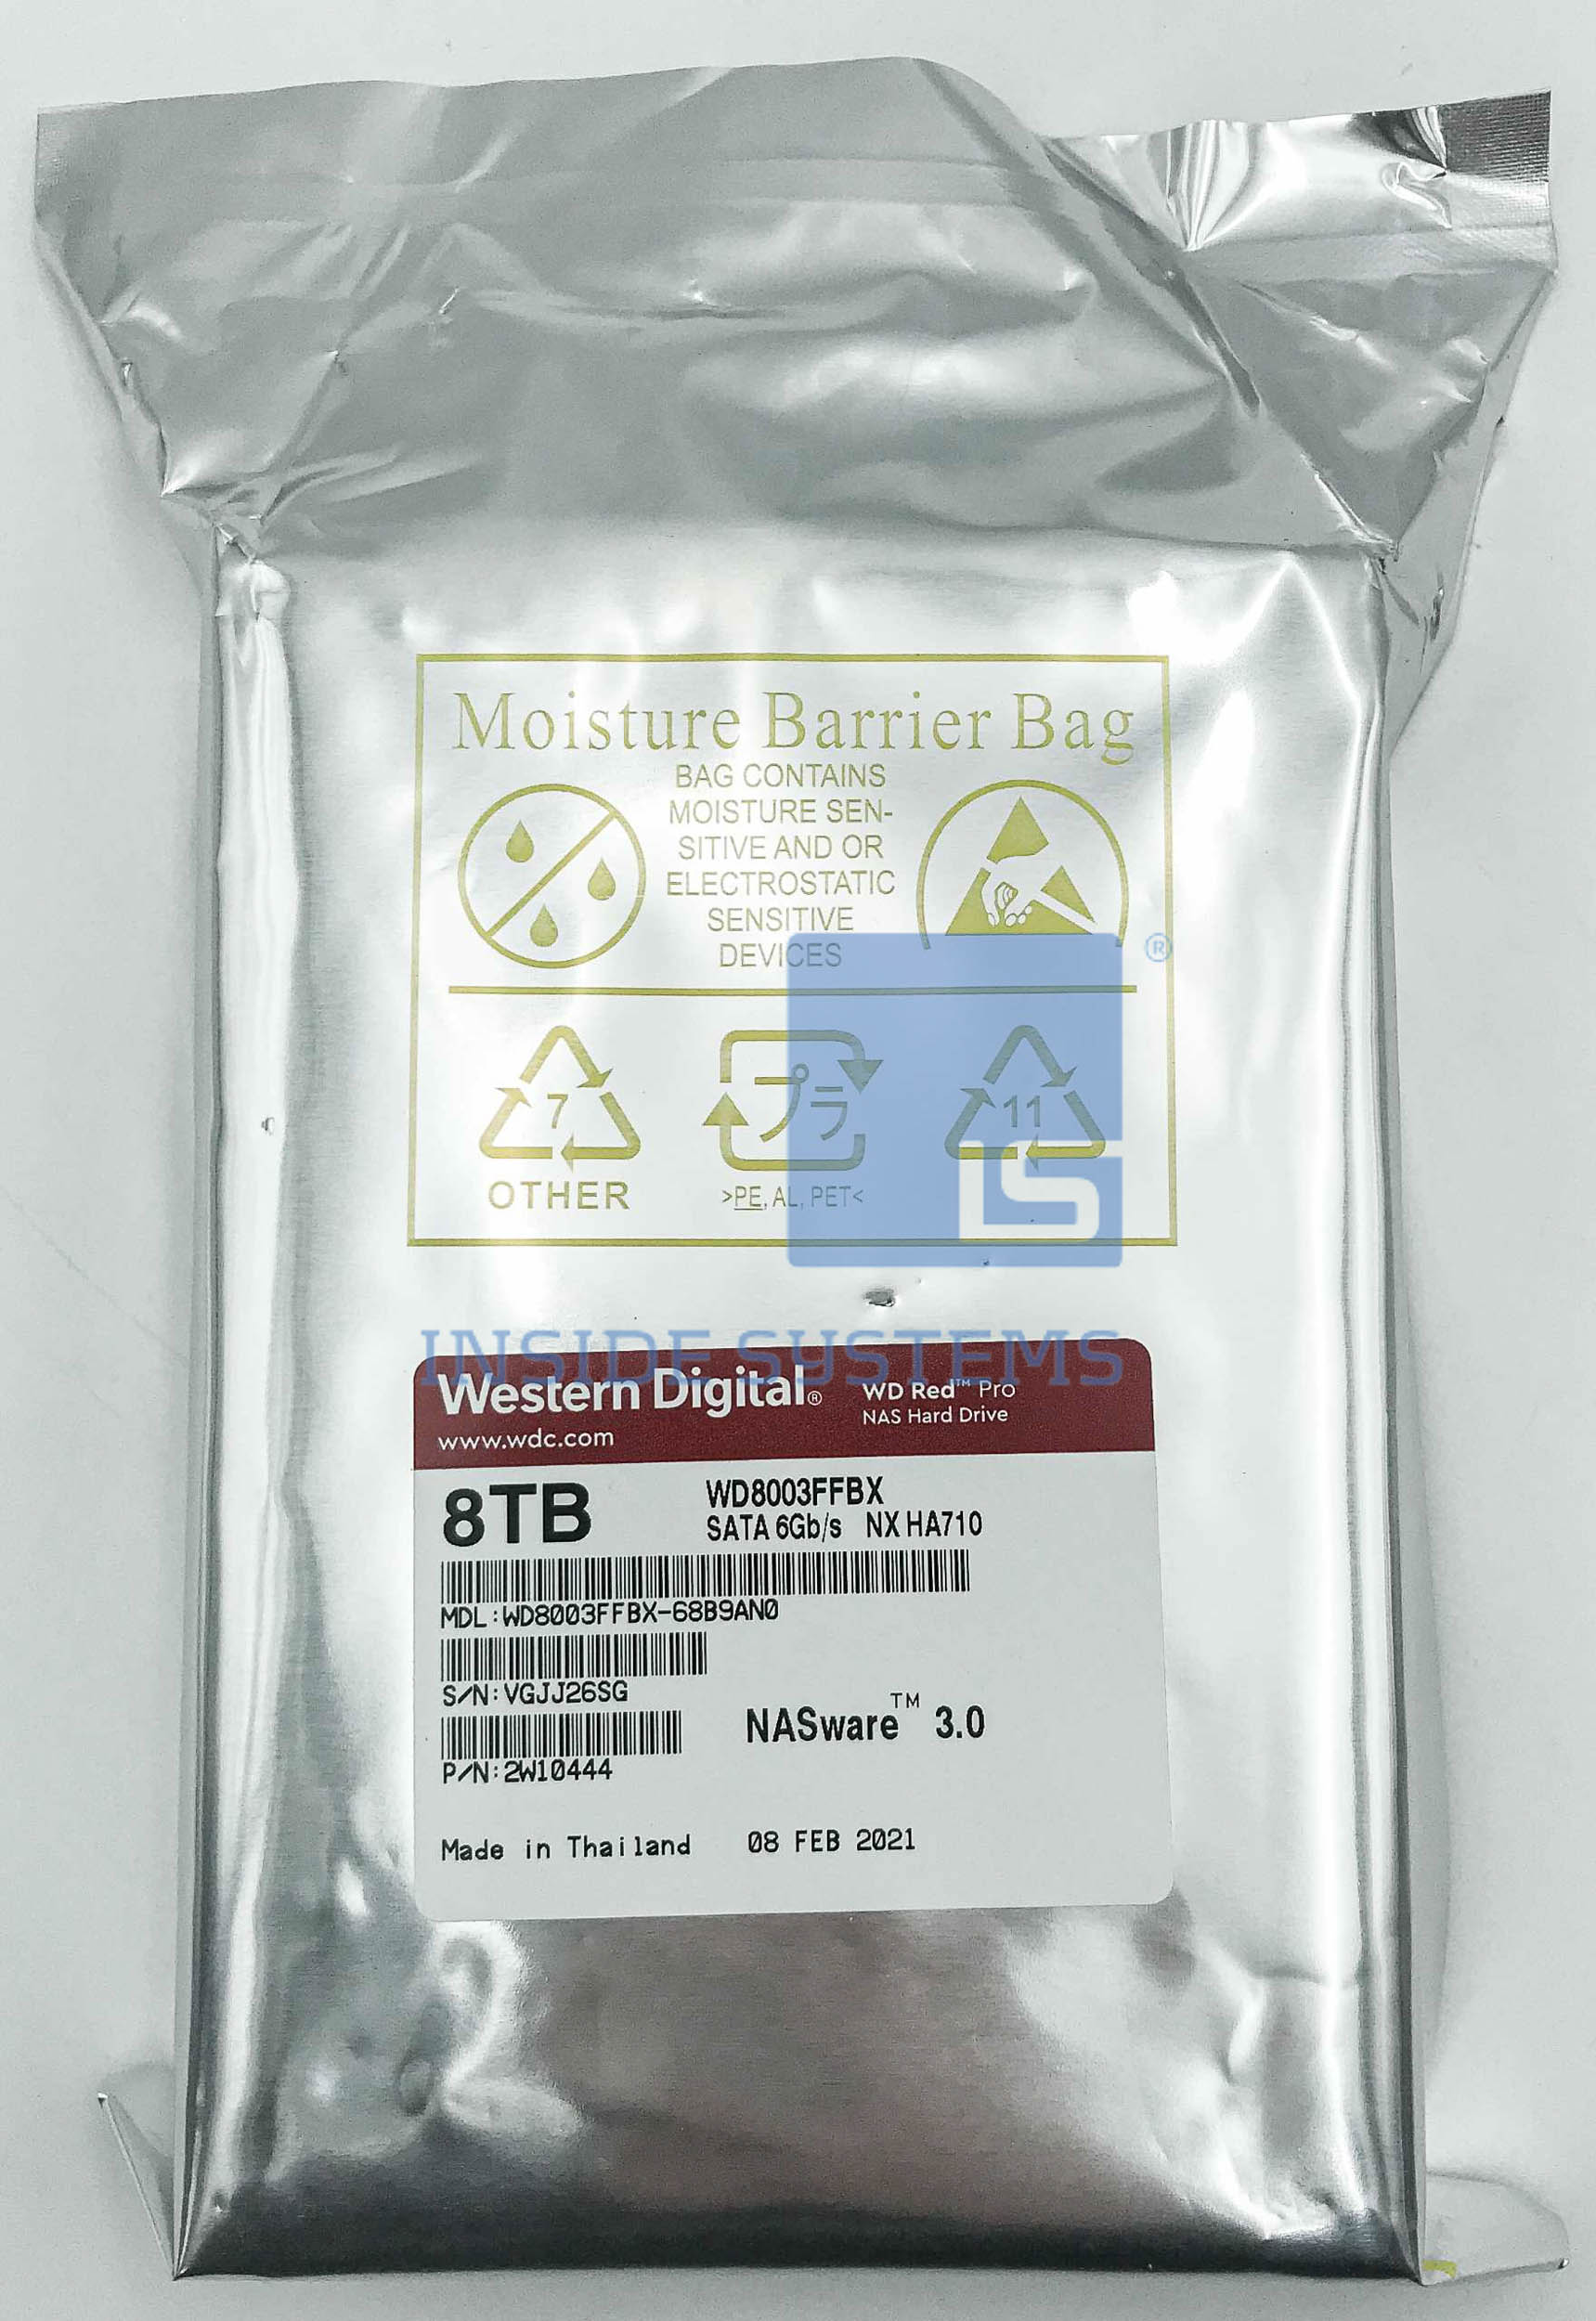 Moisture Barrier Bag
BAG CONTAINS
MOISTURE SEN-
SITIVE AND OR
ELECTROSTATIC
SENSITIVE
DEVICES
®
7
プラ
11
OTHER
>PE, AL, PET<
LS
INSIDE SYSTEMS
Western Digital® WD Red™ Pro
www.wdc.com NAS Hard Drive
8TB WD8003FFBX
SATA 6Gb/s NX HA710
MDL:WD8003FFBX-68B9AN0
S/N:VGJJ26SG
NASware™ 3.0
P/N:2W10444
Made in Thailand 08 FEB 2021